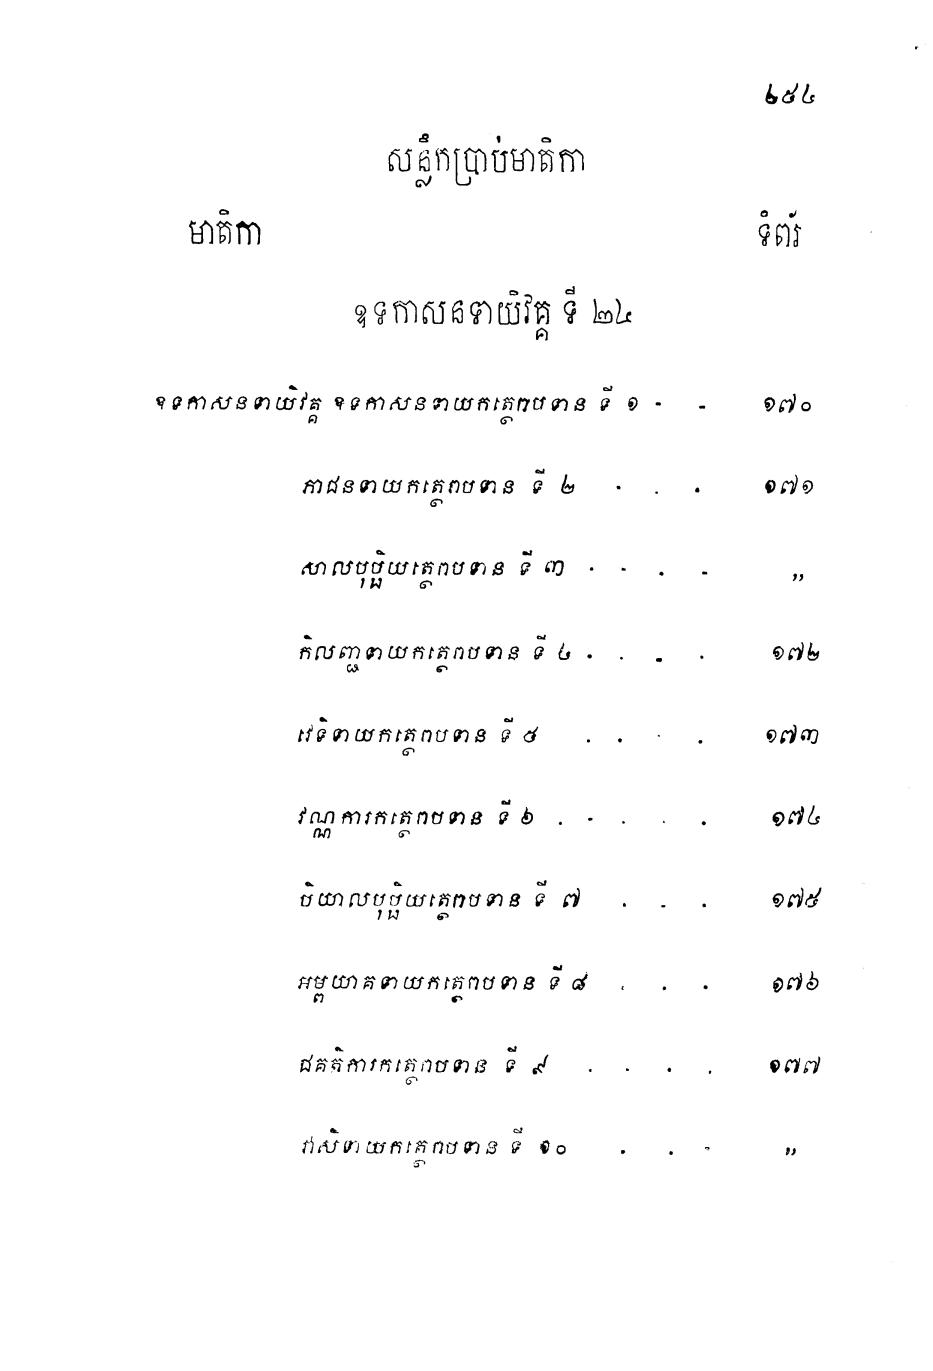 ២៥៤
សន្លឹកប្រាប់មាតិកា
មាតិកា ទំព័រ
ឧទកាសនទាយិវគ្គ ទី ២៤
ឧទកាសនទាយិវគ្គ ឧទកាសនទាយកត្ថេរាបទាន ទី ១ - - ១៧០
ភាជនទាយកត្ថេរាបទាន ទី ២ . . . ១៧១
សាលបុប្ផិយត្ថេរាបទាន ទី ៣ . - . - ,,
កិលញ្ជទាយកត្ថេរាបទាន ទី ៤ . . . . ១៧២
វេទិទាយកត្ថេរាបទាន ទី ៥ . . . . ១៧៣
វណ្ណការកត្ថេរាបទាន ទី ៦ . - . . . ១៧៤
បិយាលបុប្ផិយត្ថេរាបទាន ទី ៧ . - . ១៧៥
អម្ពយាគទាយកត្ថេរាបទាន ទី ៨ . . . ១៧៦
ជគតិការកត្ថេរាបទាន ទី ៩ . . . . ១៧៧
វាសិទាយកត្ថេរាបទាន ទី ១០ . . - ,,